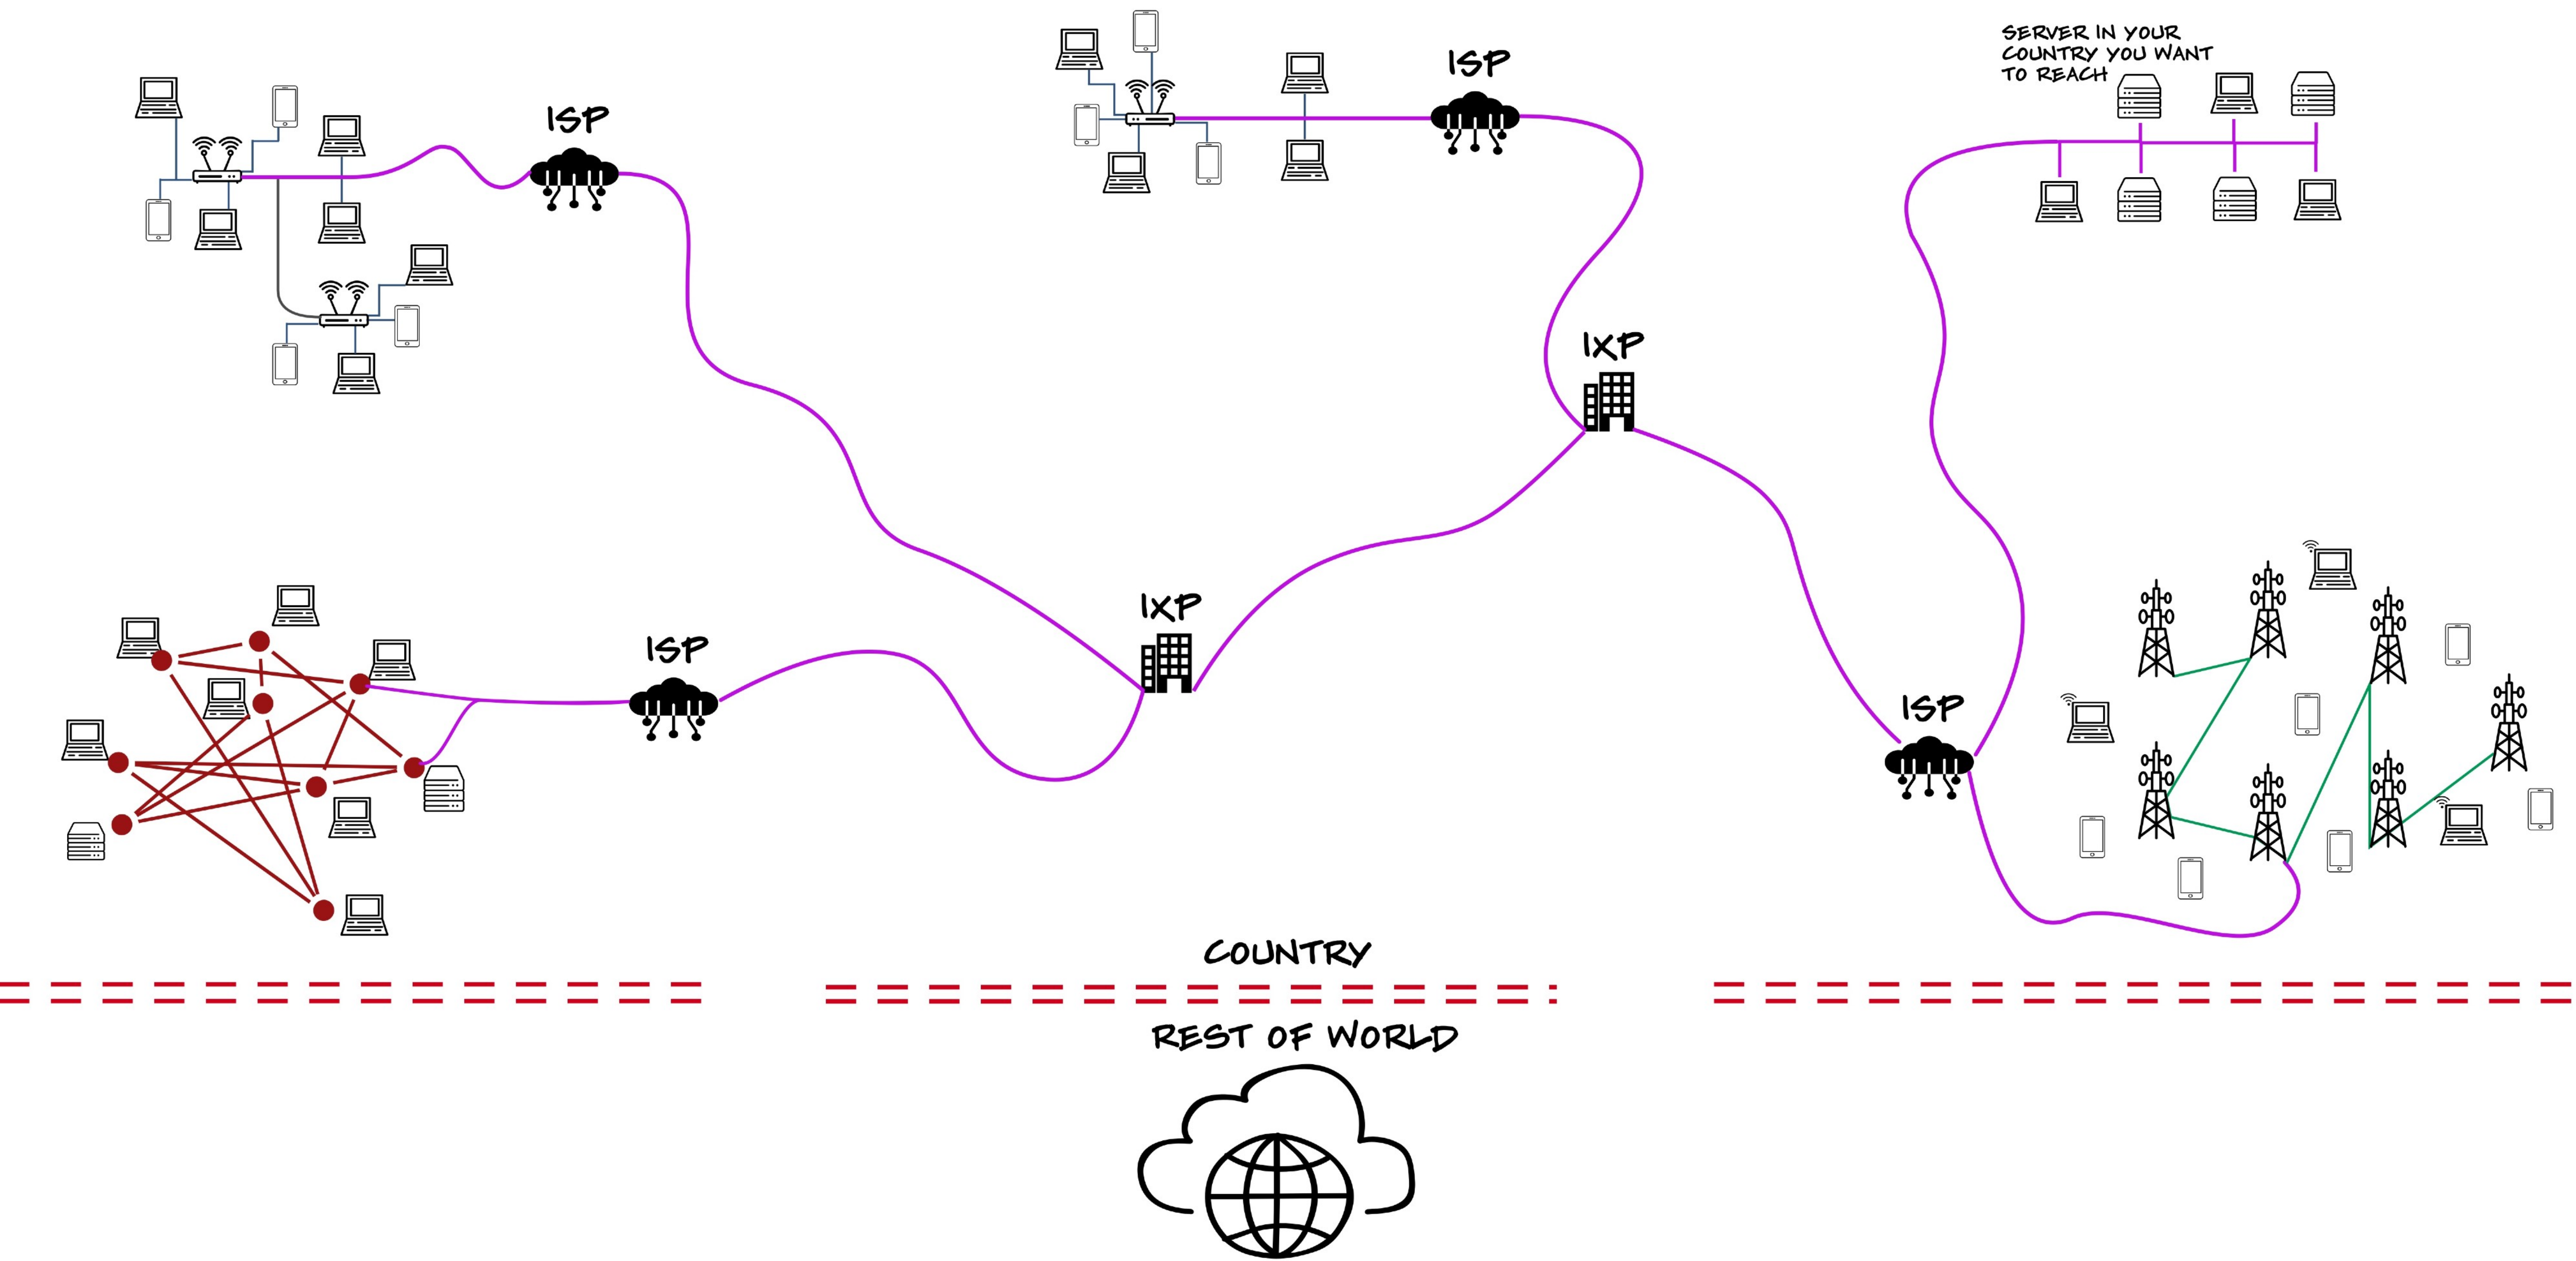 SERVER IN YOUR
COUNTRY YOU WANT
TO REACH
ISP
ISP
IXP
IXP
ISP
ISP
COUNTRY
REST OF WORLD